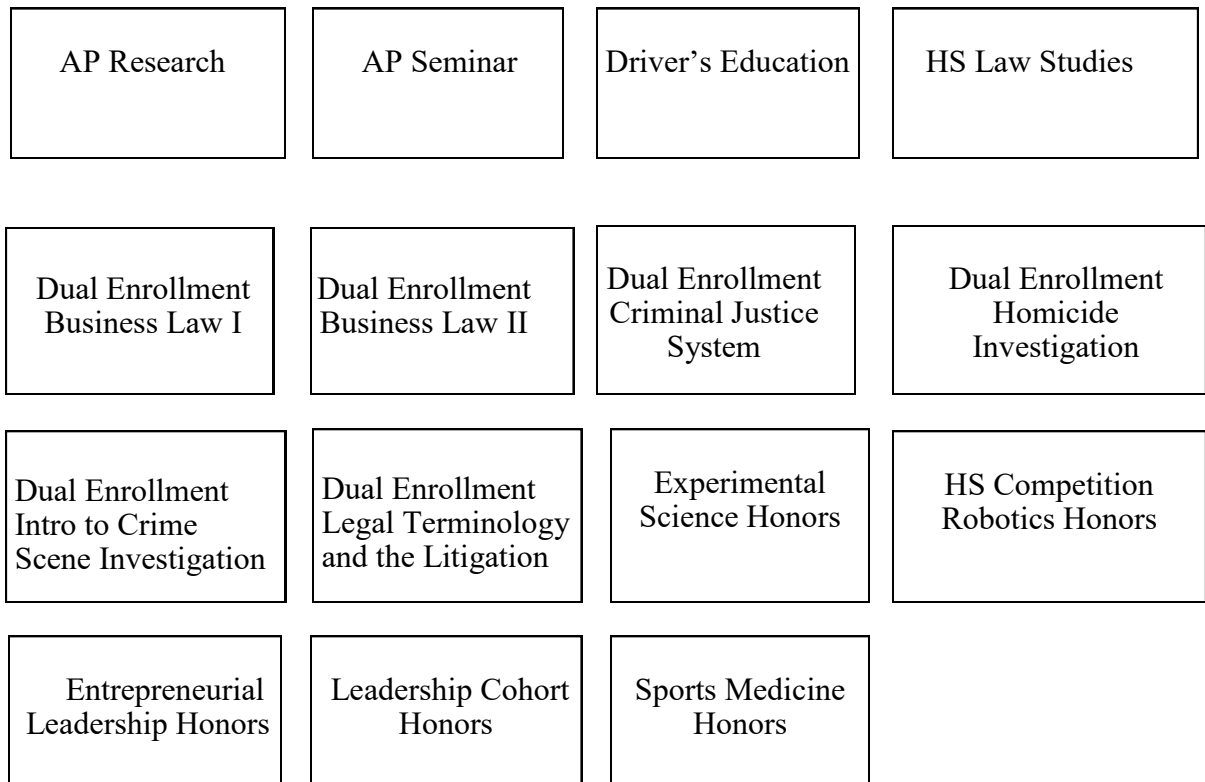 AP Research
AP Seminar
Driver’s Education
HS Law Studies
Dual Enrollment
Business Law I
Dual Enrollment
Business Law II
Dual Enrollment
Criminal Justice
System
Dual Enrollment
Homicide
Investigation
Dual Enrollment
Intro to Crime
Scene Investigation
Dual Enrollment
Legal Terminology
and the Litigation
Experimental
Science Honors
HS Competition
Robotics Honors
Entrepreneurial
Leadership Honors
Leadership Cohort
Honors
Sports Medicine
Honors